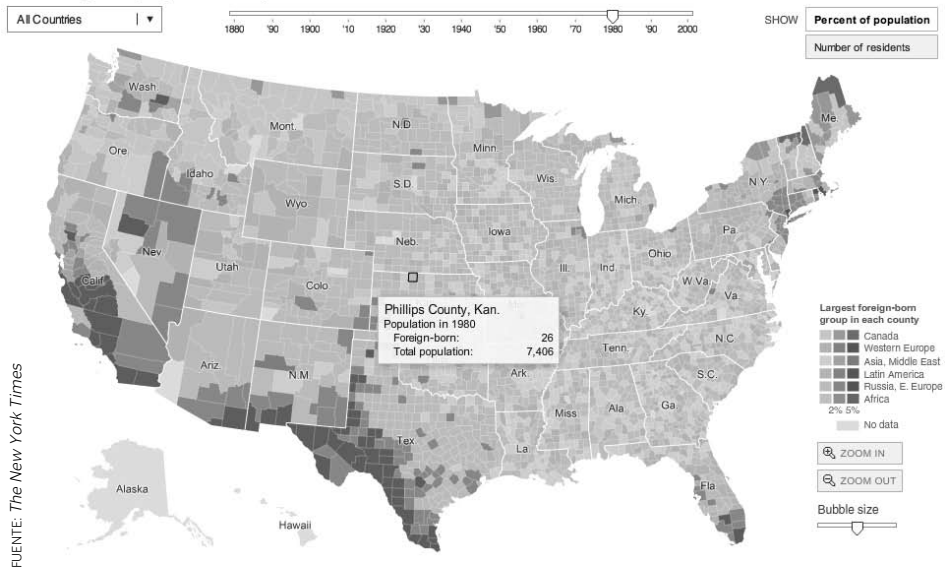 All Countries
1880 '90 1900 '10 1920 '30 1940 '50 1960 '70 1980 '90 2000
SHOW
Percent of population
Number of residents
Wash.
Mont.
N.D.
Minn.
Me.
Ore.
Idaho
S.D.
Wis.
Mich.
N.Y.
Wyo
Iowa
Pa.
Neb.
Nev
Utah
Ill.
Ind.
Ohio
Calif.
Colo.
W Va.
Va.
Ky.
Phillips County, Kan.
Population in 1980
Foreign-born: 26
Total population: 7,406
Ariz.
N.M.
Ark.
Tenn.
N.C.
S.C.
Miss
Ala.
Ga
Tex.
La
Fla
Alaska
Hawaii
Largest foreign-born
group in each county
Canada
Western Europe
Asia, Middle East
Latin America
Russia, E. Europe
Africa
2% 5%
No data
ZOOM IN
ZOOM OUT
Bubble size
FUENTE: The New York Times